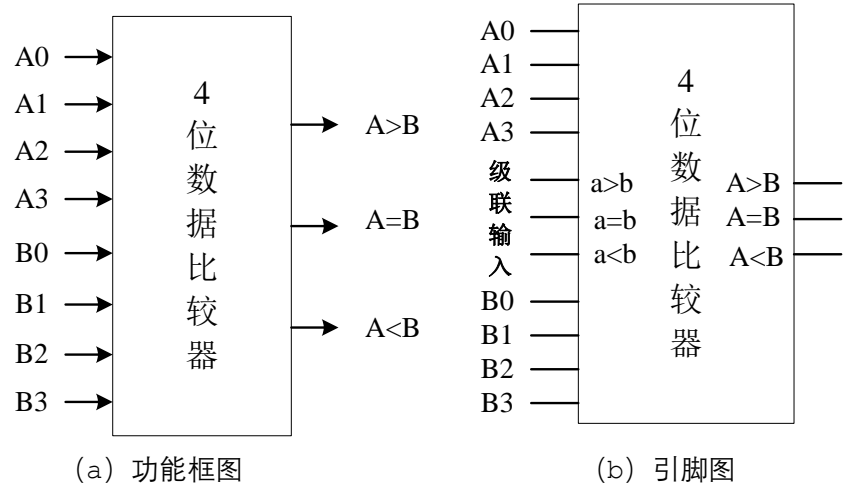 A0
A1
A2
A3
B0
B1
B2
B3
4
位
数
据
比
较
器
A>B
A=B
A<B
(a) 功能框图
A0
A1
A2
A3
级
联
输
入
B0
B1
B2
B3
a>b
a=b
a<b
4
位
数
据
比
较
器
A>B
A=B
A<B
(b) 引脚图